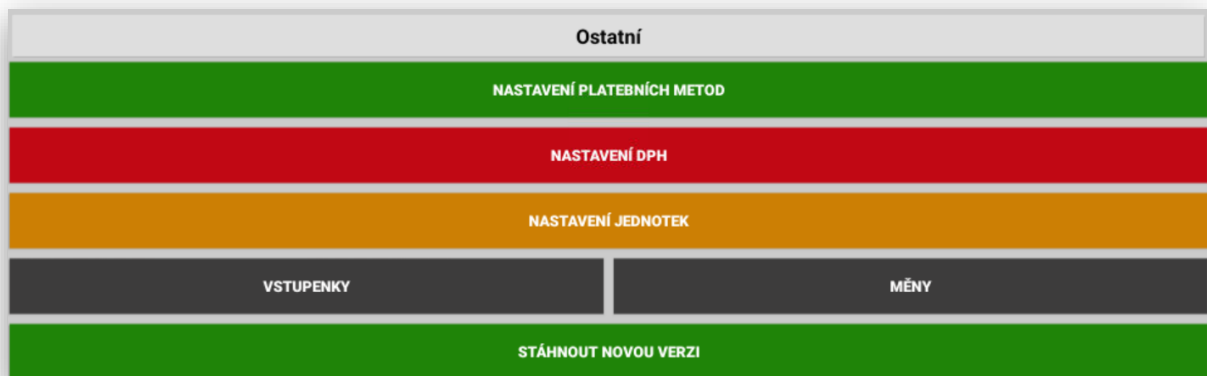 Ostatní
NASTAVENÍ PLATEBNÍCH METOD
NASTAVENÍ DPH
NASTAVENÍ JEDNOTEK
VSTUPENKY
MĚNY
STÁHNOUT NOVOU VERZI